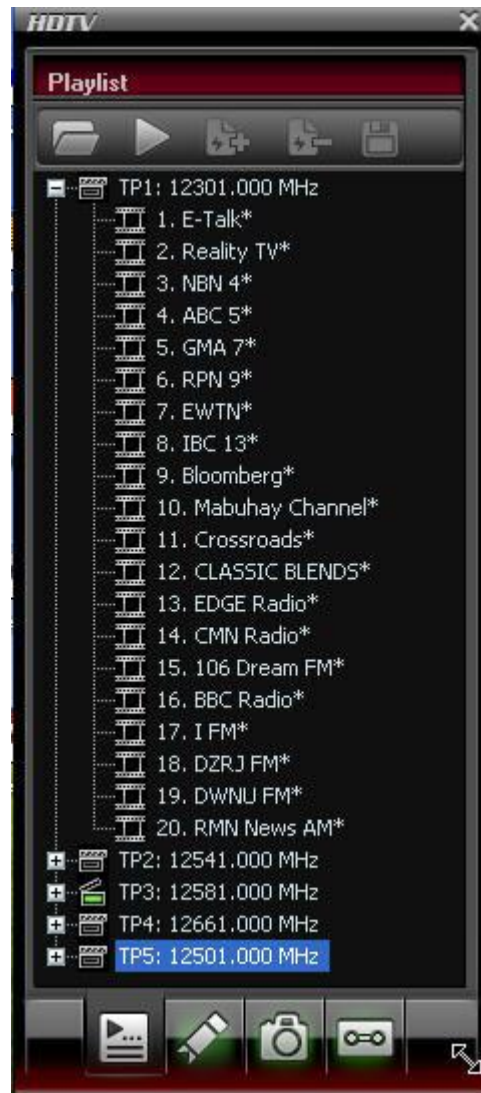 HDTV
Playlist
TP1: 12301.000 MHz
1. E-Talk*
2. Reality TV*
3. NBN 4*
4. ABC 5*
5. GMA 7*
6. RPN 9*
7. EWTN*
8. IBC 13*
9. Bloomberg*
10. Mabuhay Channel*
11. Crossroads*
12. CLASSIC BLENDS*
13. EDGE Radio*
14. CMN Radio*
15. 106 Dream FM*
16. BBC Radio*
17. I FM*
18. DZRJ FM*
19. DWNU FM*
20. RMN News AM*
TP2: 12541.000 MHz
TP3: 12581.000 MHz
TP4: 12661.000 MHz
TP5: 12501.000 MHz